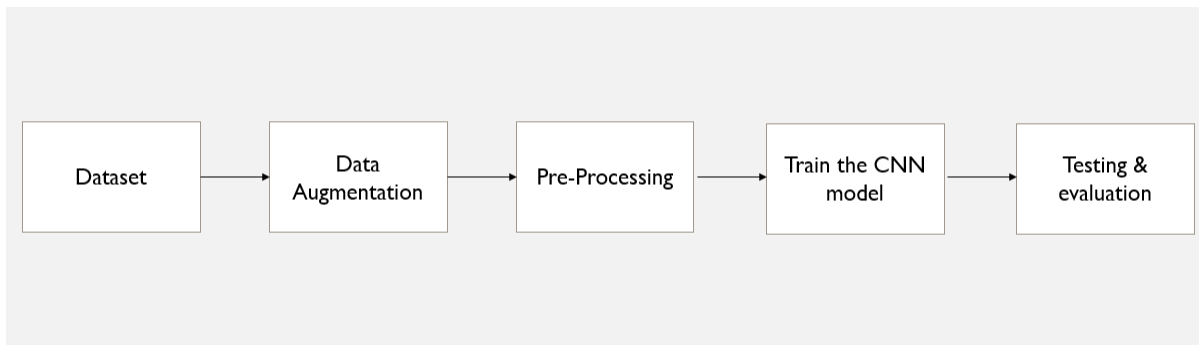 Dataset
Data
Augmentation
Pre-Processing
Train the CNN
model
Testing &
evaluation